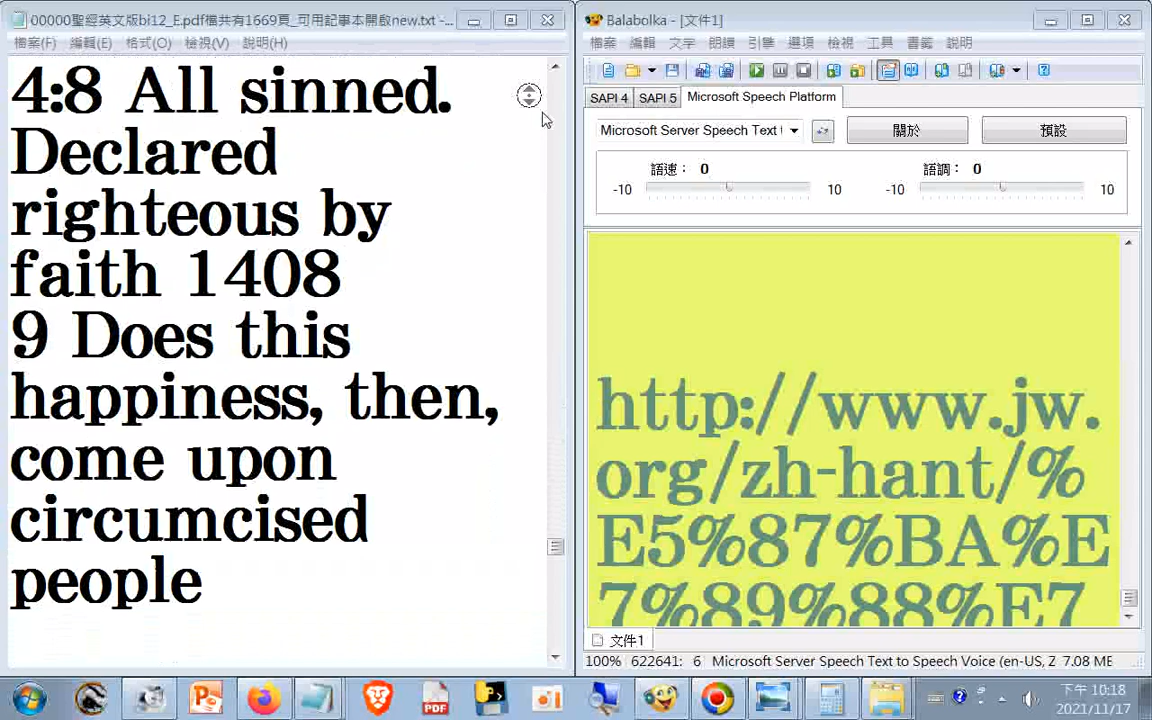 00000聖經英文版bi12_E.pdf檔共有1669頁_可用記事本開啟new.txt -...
檔案(F) 編輯(E) 格式(O) 檢視(V) 說明(H)
4:8 All sinned.
Declared
righteous by
faith 1408
9 Does this
happiness, then,
come upon
circumcised
people
Balabolka - [文件1]
檔案 編輯 文字 朗讀 引擎 選項 檢視 工具 書籤 說明
SAPI 4 SAPI 5 Microsoft Speech Platform
Microsoft Server Speech Text 關於 預設
語速： 0 語調： 0
-10 10 -10 10
http://www.jw.
org/zh-hant/%
E5%87%BA%E
7%89%88%E7
文件1
100% 622641: 6 Microsoft Server Speech Text to Speech Voice (en-US, Z 7.08 ME
PDF
下午 10:18
2021/11/17